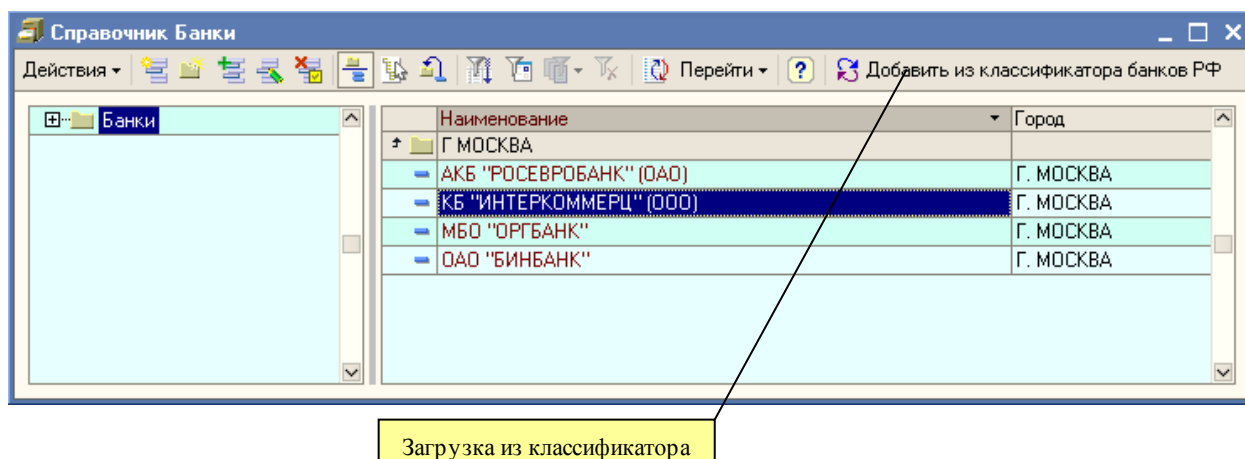 Справочник Банки
Действия Перейти ? Добавить из классификатора банков РФ
Банки
Наименование Город
Г МОСКВА
АКБ "РОСЕВРОБАНК" (ОАО) Г. МОСКВА
КБ "ИНТЕРКОММЕРЦ" (ООО) Г. МОСКВА
МБО "ОРГБАНК" Г. МОСКВА
ОАО "БИНБАНК" Г. МОСКВА
Загрузка из классификатора